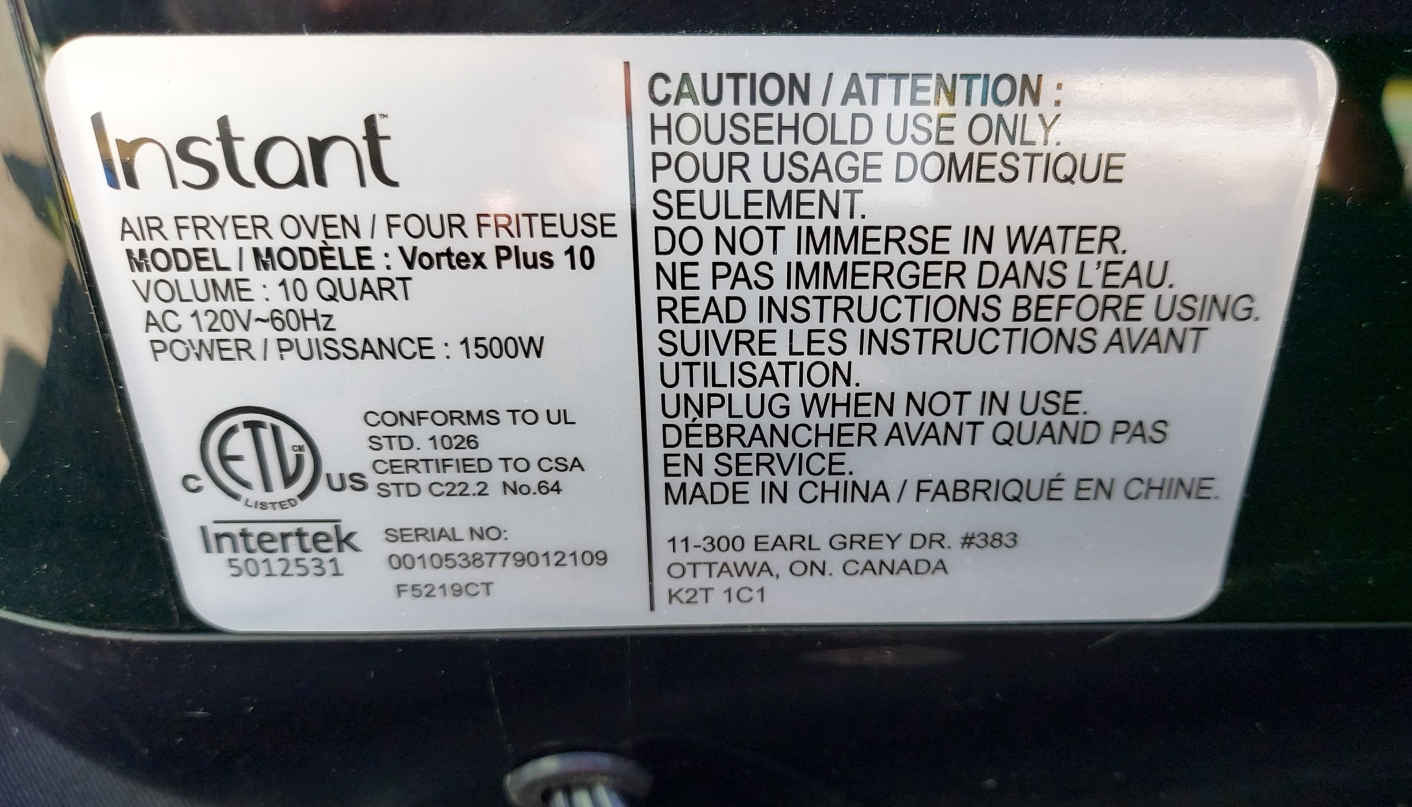 Instant™
AIR FRYER OVEN / FOUR FRITEUSE
MODEL / MODÈLE : Vortex Plus 10
VOLUME : 10 QUART
AC 120V~60Hz
POWER / PUISSANCE : 1500W
CONFORMS TO UL
STD. 1026
CERTIFIED TO CSA
STD C22.2 No.64
C ETL CM US
LISTED
Intertek
5012531
SERIAL NO:
0010538779012109
F5219CT
CAUTION / ATTENTION :
HOUSEHOLD USE ONLY.
POUR USAGE DOMESTIQUE
SEULEMENT.
DO NOT IMMERSE IN WATER.
NE PAS IMMERGER DANS L'EAU.
READ INSTRUCTIONS BEFORE USING.
SUIVRE LES INSTRUCTIONS AVANT
UTILISATION.
UNPLUG WHEN NOT IN USE.
DÉBRANCHER AVANT QUAND PAS
EN SERVICE.
MADE IN CHINA / FABRIQUÉ EN CHINE.
11-300 EARL GREY DR. #383
OTTAWA, ON. CANADA
K2T 1C1